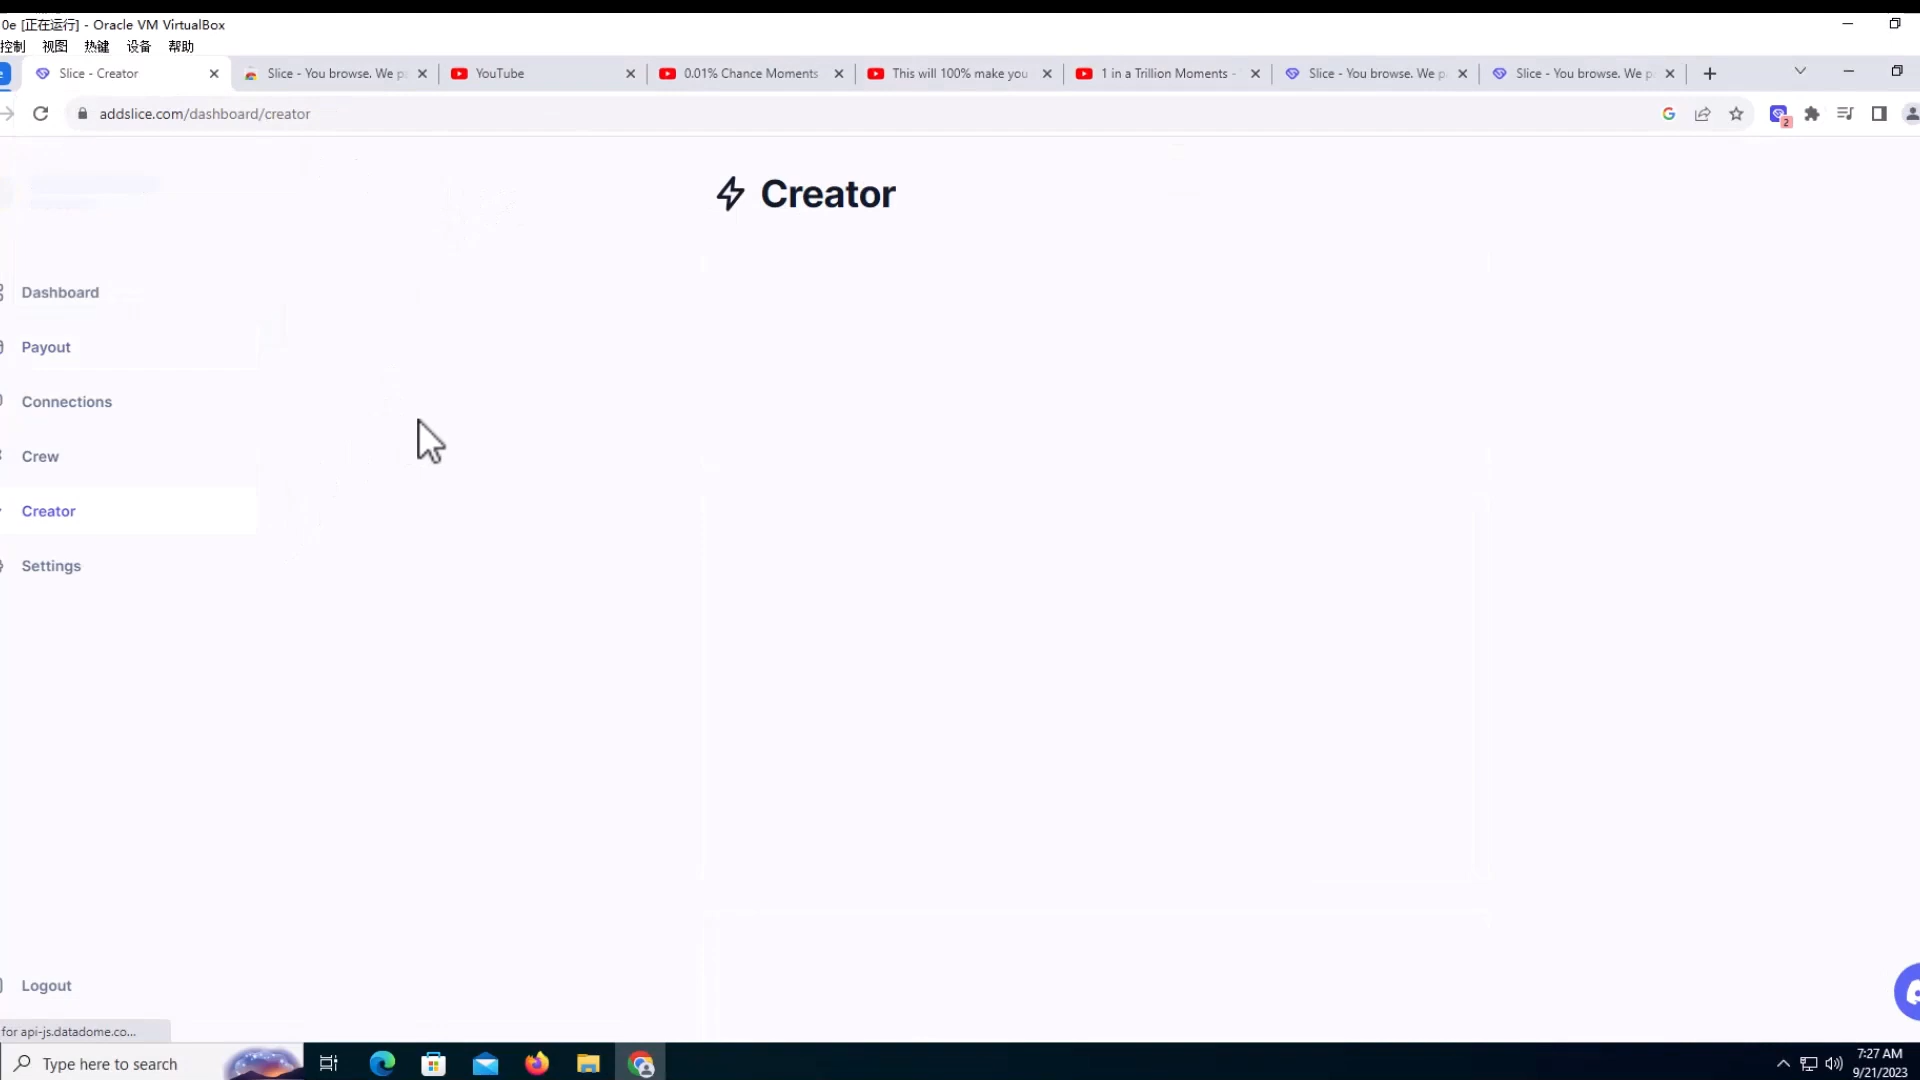 0e [正在运行] - Oracle VM VirtualBox
控制 视图 热键 设备 帮助
Slice - Creator
Slice - You browse. We p
YouTube
0.01% Chance Moments
This will 100% make you
1 in a Trillion Moments -
Slice - You browse. We p
Slice - You browse. We p
addslice.com/dashboard/creator
2
Creator
Dashboard
Payout
Connections
Crew
Creator
Settings
Logout
for api-js.datadome.co...
Type here to search
7:27 AM
9/21/2023